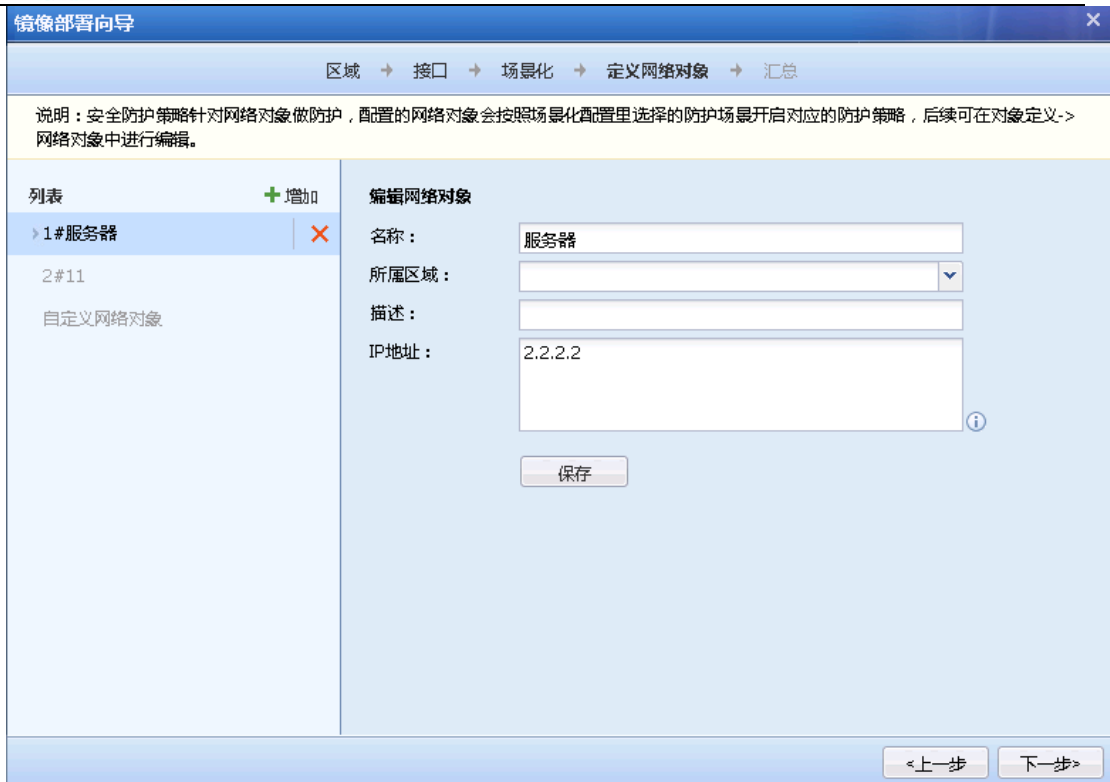 镜像部署向导
区域 → 接口 → 场景化 → 定义网络对象 → 汇总
说明：安全防护策略针对网络对象做防护，配置的网络对象会按照场景化配置里选择的防护场景开启对应的防护策略，后续可在对象定义->
网络对象中进行编辑。
列表 增加
1#服务器
2#11
自定义网络对象
编辑网络对象
名称： 服务器
所属区域：
描述：
IP地址： 2.2.2.2
保存
<上一步 下一步>